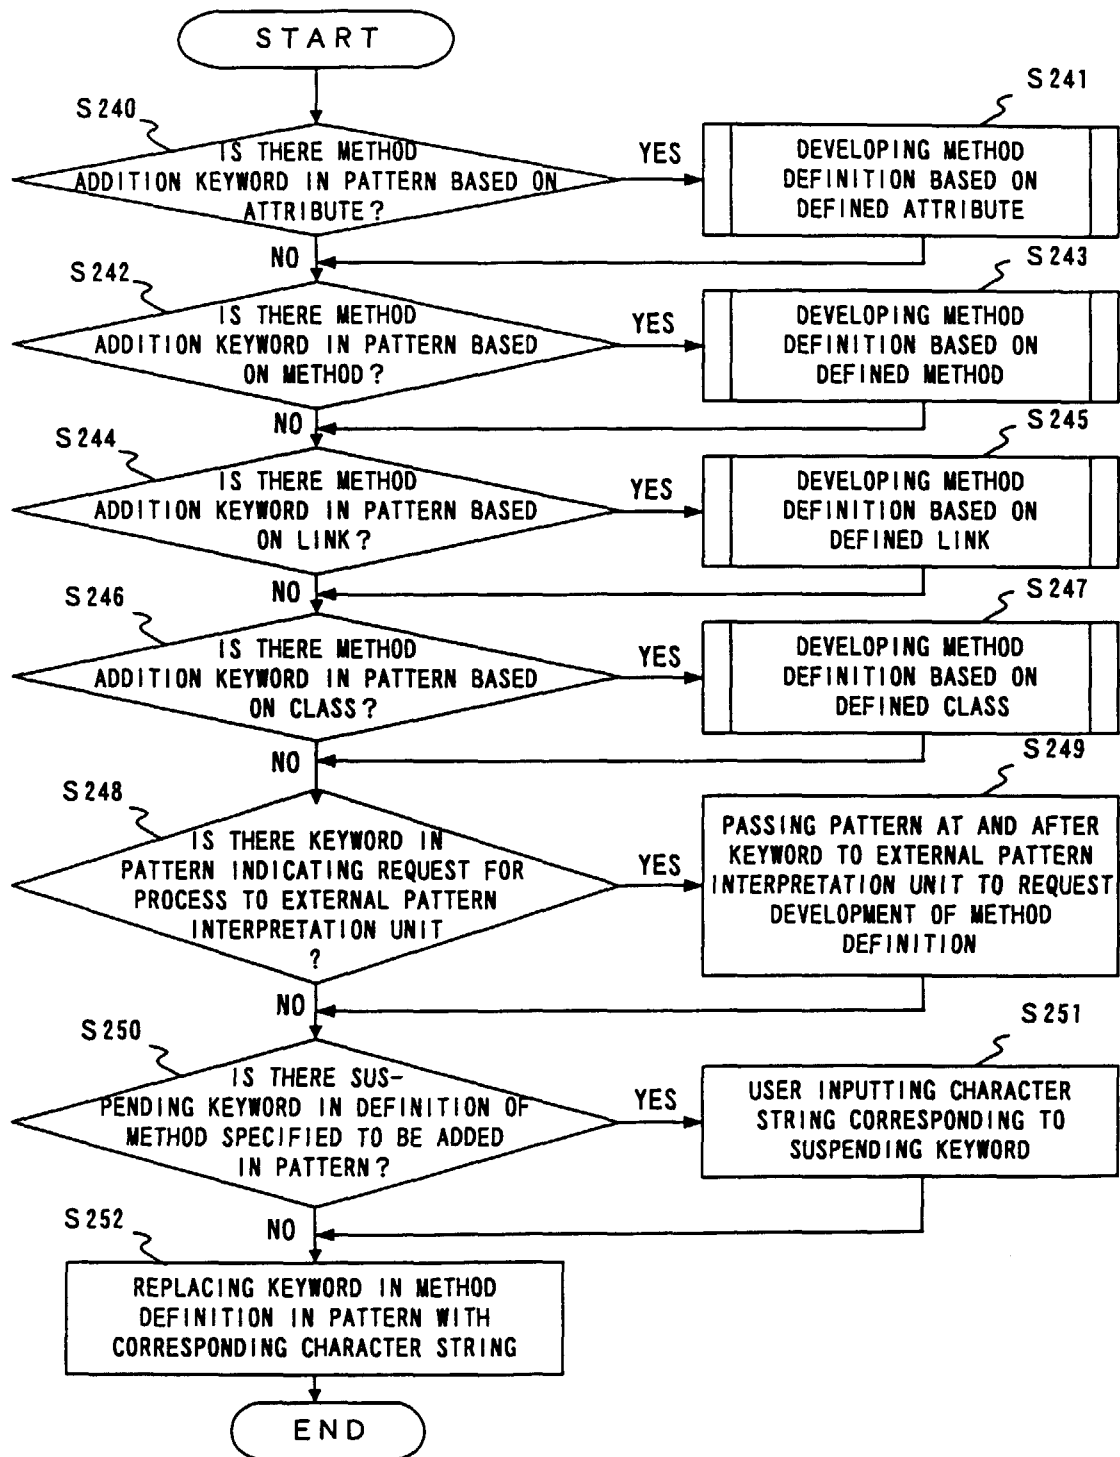 START
S240
IS THERE METHOD
ADDITION KEYWORD IN PATTERN BASED ON
ATTRIBUTE?
YES
S241
DEVELOPING METHOD
DEFINITION BASED ON
DEFINED ATTRIBUTE
NO
S242
IS THERE METHOD
ADDITION KEYWORD IN PATTERN BASED
ON METHOD?
YES
S243
DEVELOPING METHOD
DEFINITION BASED ON
DEFINED METHOD
NO
S244
IS THERE METHOD
ADDITION KEYWORD IN PATTERN BASED
ON LINK?
YES
S245
DEVELOPING METHOD
DEFINITION BASED ON
DEFINED LINK
NO
S246
IS THERE METHOD
ADDITION KEYWORD IN PATTERN BASED
ON CLASS?
YES
S247
DEVELOPING METHOD
DEFINITION BASED ON
DEFINED CLASS
NO
S248
IS THERE KEYWORD IN
PATTERN INDICATING REQUEST FOR
PROCESS TO EXTERNAL PATTERN
INTERPRETATION UNIT
?
YES
S249
PASSING PATTERN AT AND AFTER
KEYWORD TO EXTERNAL PATTERN
INTERPRETATION UNIT TO REQUEST
DEVELOPMENT OF METHOD
DEFINITION
NO
S250
IS THERE SUS-
PENDING KEYWORD IN DEFINITION OF
METHOD SPECIFIED TO BE ADDED
IN PATTERN?
YES
S251
USER INPUTTING CHARACTER
STRING CORRESPONDING TO
SUSPENDING KEYWORD
NO
S252
REPLACING KEYWORD IN METHOD
DEFINITION IN PATTERN WITH
CORRESPONDING CHARACTER STRING
END